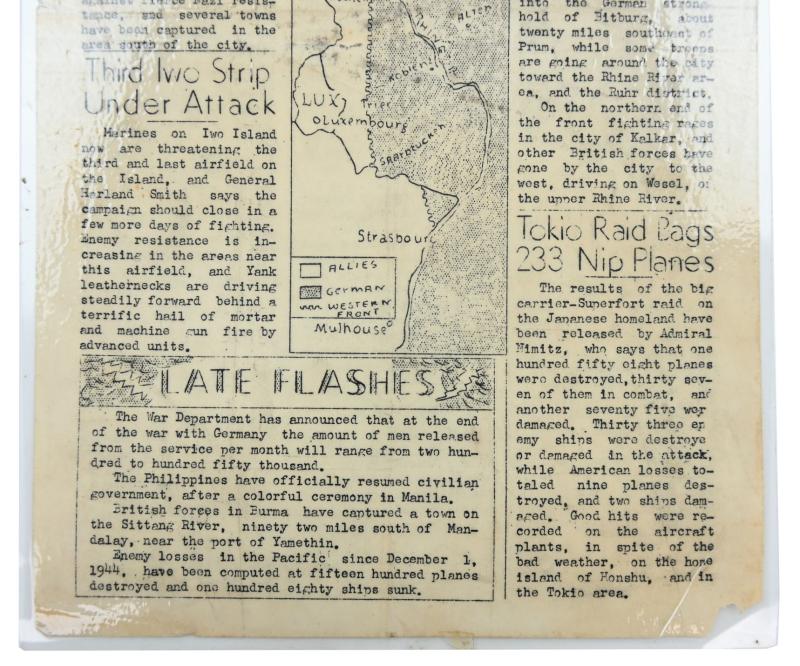 against fierce Nazi resis-
tance, and several towns
have been captured in the
area south of the city.
Third Iwo Strip
Under Attack
Marines on Iwo Island
now are threatening the
third and last airfield on
the Island, and General
Harland Smith says the
campaign should close in a
few more days of fighting.
Enemy resistance is in-
creasing in the areas near
this airfield, and Yank
leathernecks are driving
steadily forward behind a
terrific hail of mortar
and machine gun fire by
advanced units.
RHINE R
Koblenz
LUX
Trier
Luxembourg
Saarbrucken
Strasbour
ALLIES
GERMAN
WESTERN
FRONT
Mulhouse
into the German strong-
hold of Bitburg, about
twenty miles southeast of
Prum, while some troops
are going around the city
toward the Rhine River ar-
ea, and the Ruhr district.
On the northern end of
the front fighting rages
in the city of Kalkar, and
other British forces have
gone by the city to the
west, driving on Wesel, on
the upper Rhine River.
Tokio Raid Bags
233 Nip Planes
The results of the big
carrier-Superfort raid on
the Japanese homeland have
been released by Admiral
Nimitz, who says that one
hundred fifty eight planes
were destroyed,thirty sev-
en of them in combat, and
another seventy five wer
damaged. Thirty three en
emy ships were destroye
or damaged in the attack,
while American losses to-
taled nine planes des-
troyed, and two ships dam-
aged. Good hits were re-
corded on the aircraft
plants, in spite of the
bad weather, on the home
island of Honshu, and in
the Tokio area.
LATE FLASHES
The War Department has announced that at the end
of the war with Germany the amount of men released
from the service per month will range from two hun-
dred to hundred fifty thousand.
The Philippines have officially resumed civilian
government, after a colorful ceremony in Manila.
British forces in Burma have captured a town on
the Sittang River, ninety two miles south of Man-
dalay, near the port of Yamethin.
Enemy losses in the Pacific since December 1,
1944, have been computed at fifteen hundred planes
destroyed and one hundred eighty ships sunk.